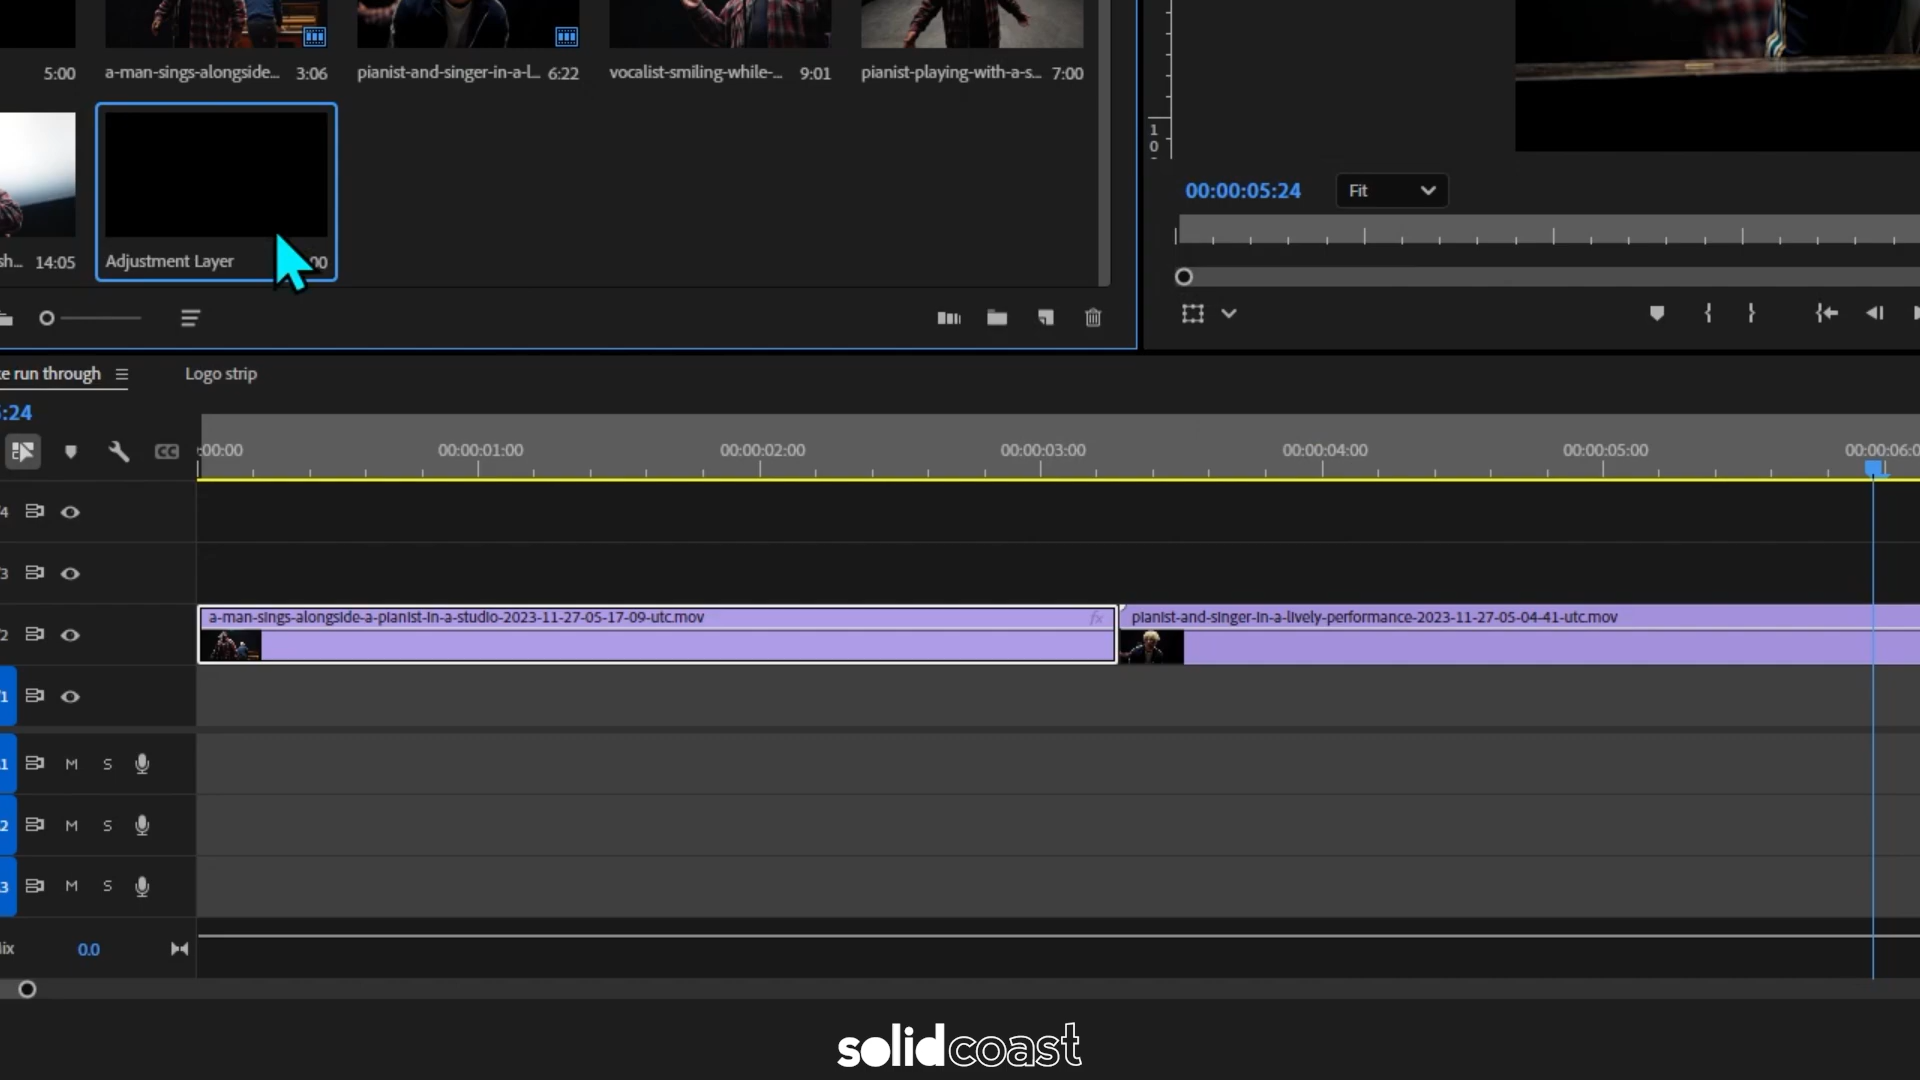 5:00
a-man-sings-alongside... 3:06
pianist-and-singer-in-a-l... 6:22
vocalist-smiling-while-... 9:01
pianist-playing-with-a-s... 7:00
sh... 14:05
Adjustment Layer :00
10
00:00:05:24
Fit
e run through
Logo strip
:24
CC
:00:00
00:00:01:00
00:00:02:00
00:00:03:00
00:00:04:00
00:00:05:00
00:00:06:0
4
3
2
a-man-sings-alongside-a-pianist-in-a-studio-2023-11-27-05-17-09-utc.mov
fx
pianist-and-singer-in-a-lively-performance-2023-11-27-05-04-41-utc.mov
1
1 M S
2 M S
3 M S
ix 0.0
solidcoast